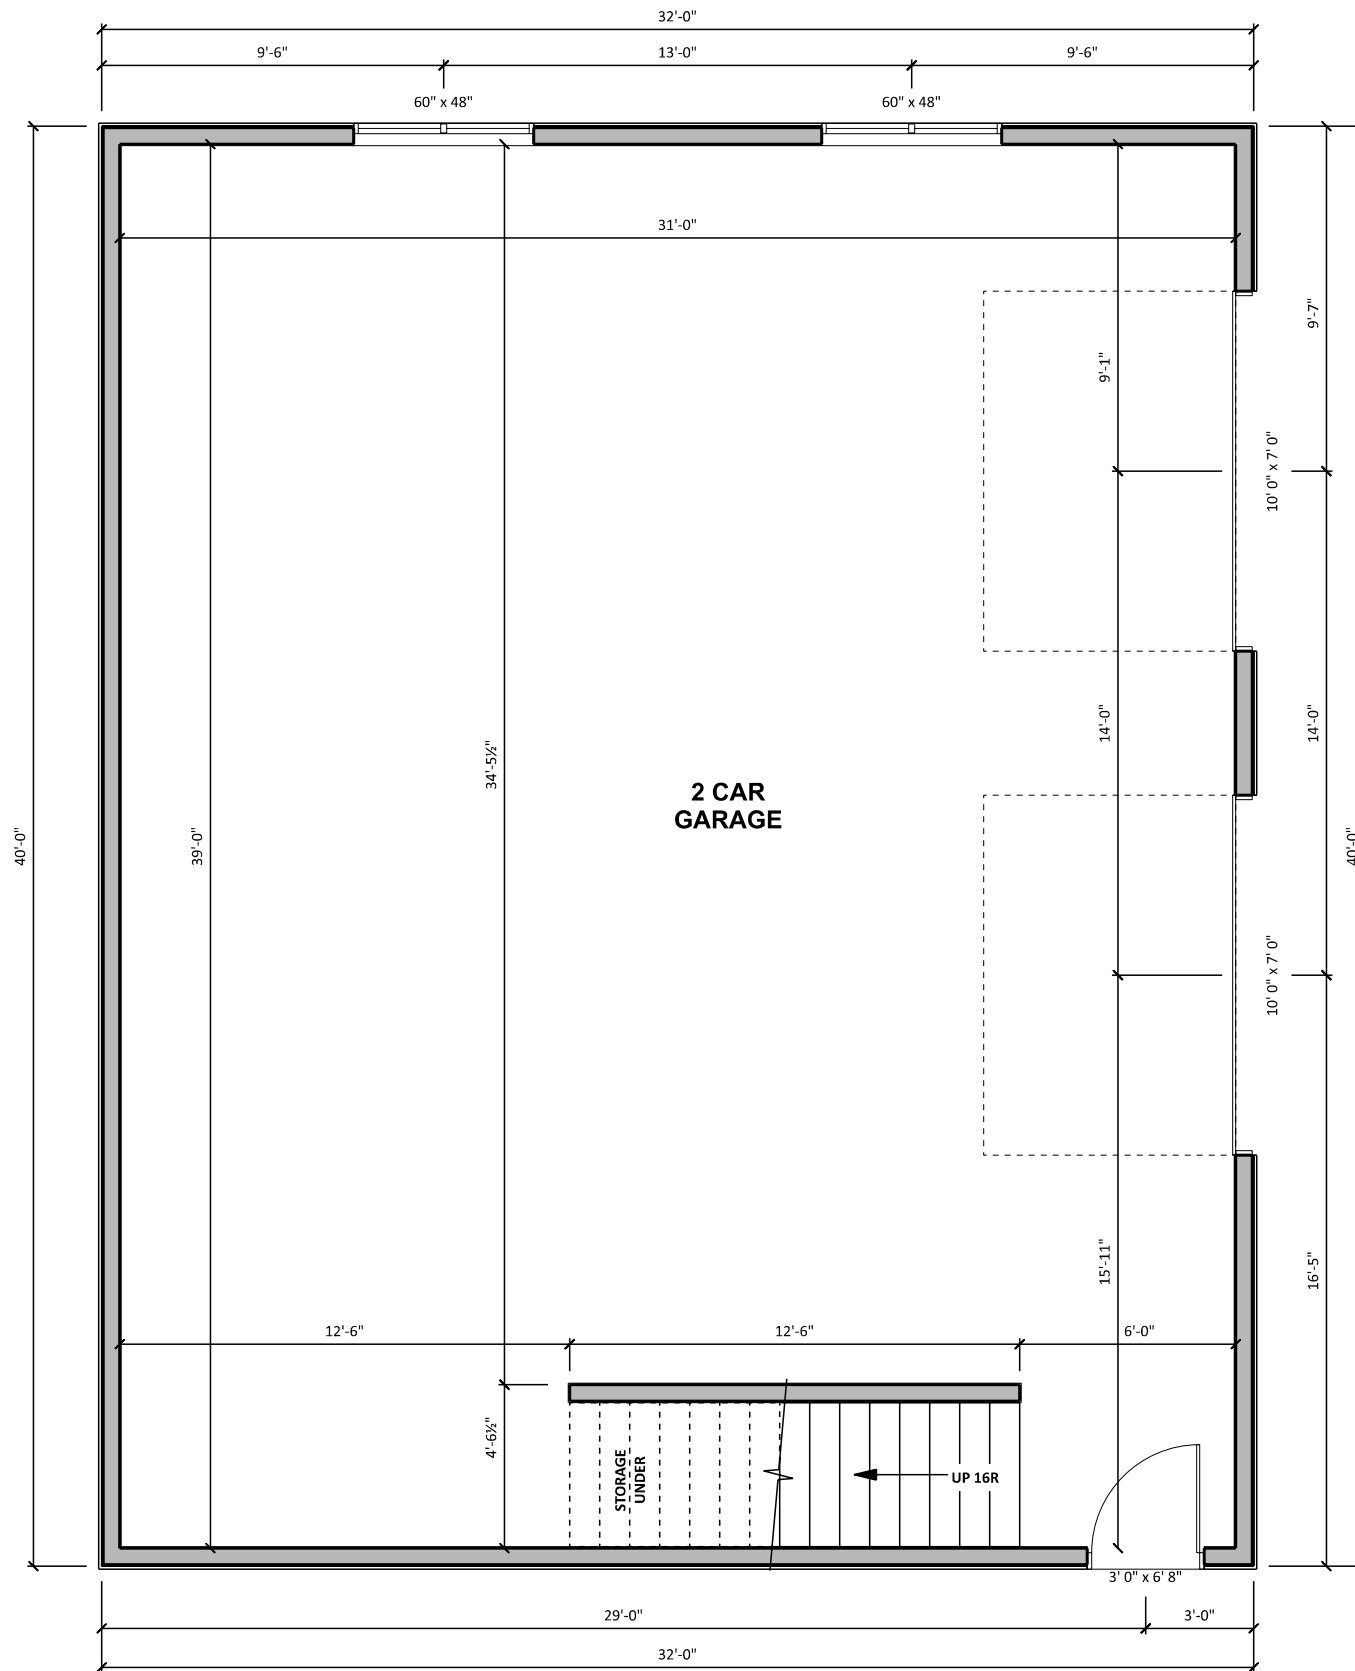 32'-0"
9'-6"
13'-0"
9'-6"
60" x 48"
60" x 48"
31'-0"
9'-7"
9'-1"
10' 0" x 7' 0"
14'-0"
14'-0"
34'-5½"
2 CAR
GARAGE
40'-0"
39'-0"
40'-0"
10' 0" x 7' 0"
15'-11"
16'-5"
12'-6"
12'-6"
6'-0"
4'-6½"
STORAGE
UNDER
UP 16R
3' 0" x 6' 8"
29'-0"
3'-0"
32'-0"